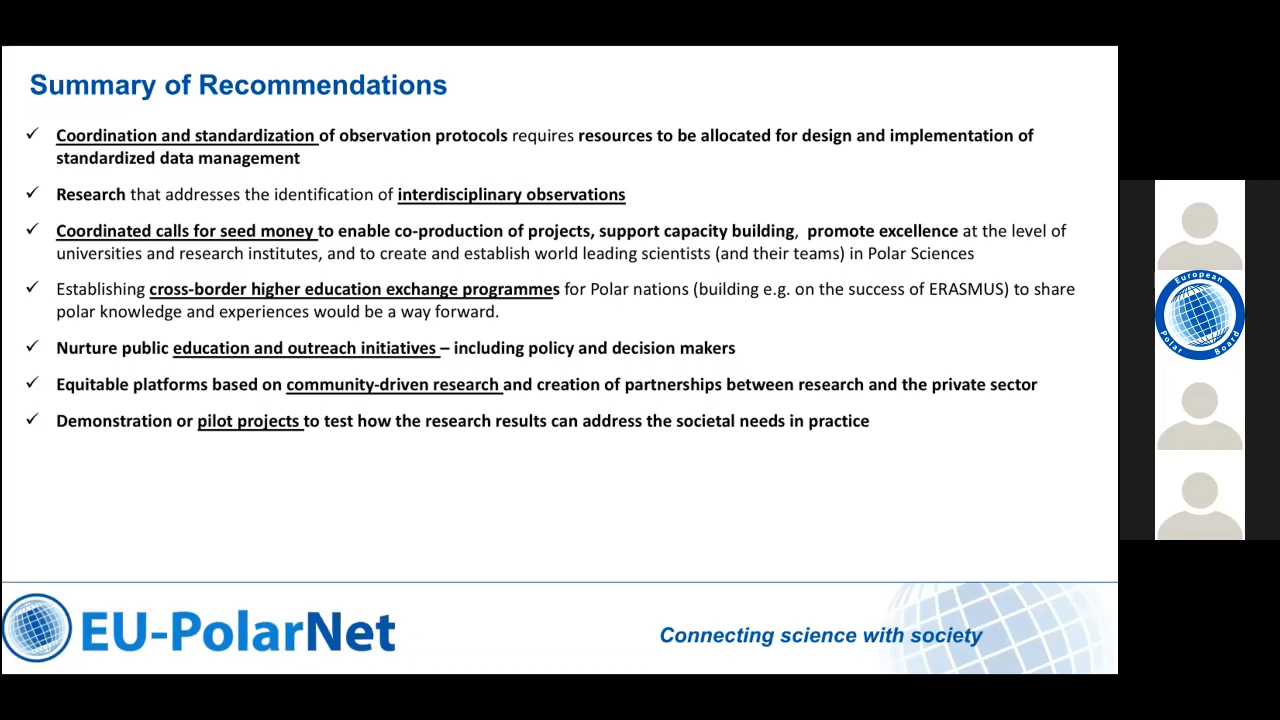 Summary of Recommendations
✓ Coordination and standardization of observation protocols requires resources to be allocated for design and implementation of
standardized data management
✓ Research that addresses the identification of interdisciplinary observations
✓ Coordinated calls for seed money to enable co-production of projects, support capacity building, promote excellence at the level of
universities and research institutes, and to create and establish world leading scientists (and their teams) in Polar Sciences
✓ Establishing cross-border higher education exchange programmes for Polar nations (building e.g. on the success of ERASMUS) to share
polar knowledge and experiences would be a way forward.
✓ Nurture public education and outreach initiatives – including policy and decision makers
✓ Equitable platforms based on community-driven research and creation of partnerships between research and the private sector
✓ Demonstration or pilot projects to test how the research results can address the societal needs in practice
EU-PolarNet
Connecting science with society
European
Polar Board